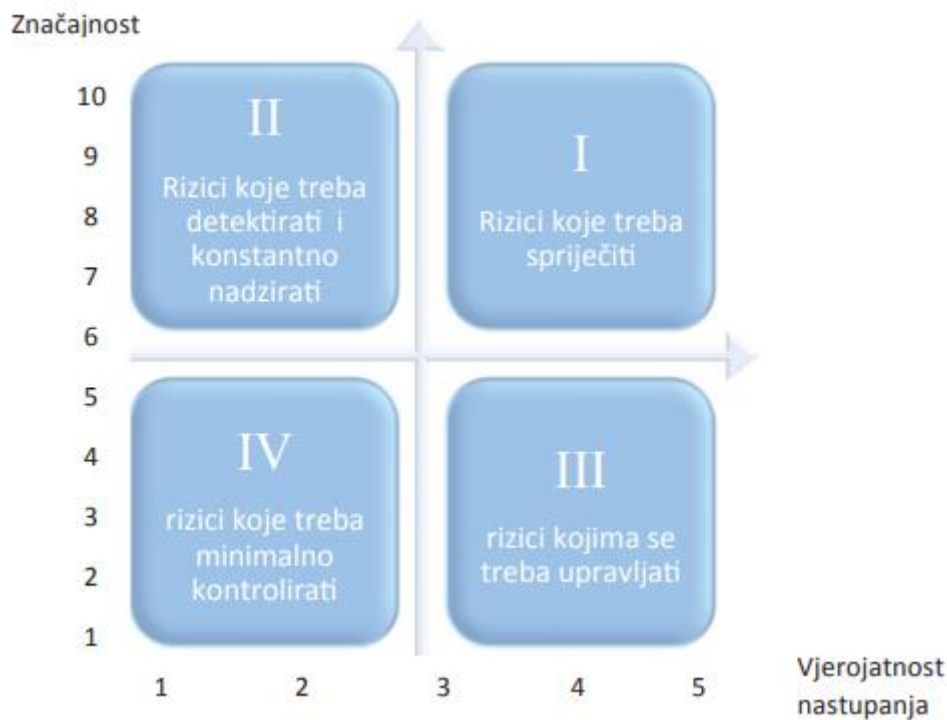 Značajnost
10
9
8
7
6
5
4
3
2
1
II
Rizici koje treba
detektirati i
konstantno
nadzirati
I
Rizici koje treba
spriječiti
IV
rizici koje treba
minimalno
kontrolirati
III
rizici kojima se
treba upravljati
1 2 3 4 5
Vjerojatnost
nastupanja